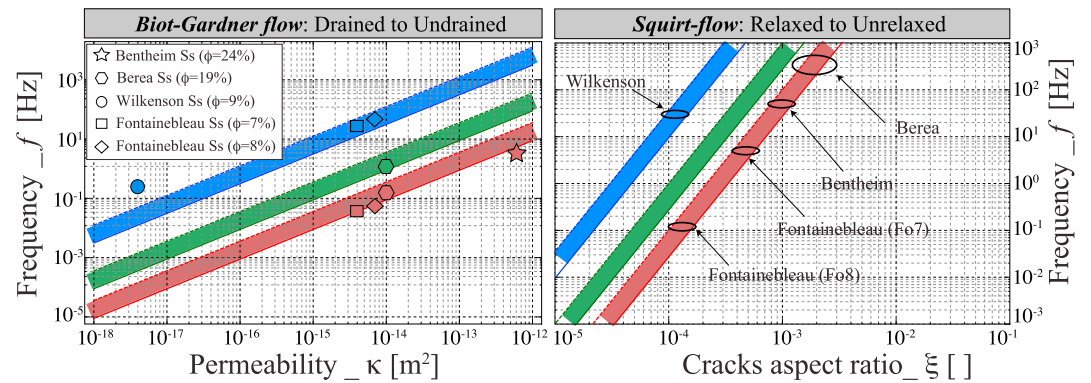 Biot-Gardner flow: Drained to Undrained
Bentheim Ss (ϕ=24%)
Berea Ss (ϕ=19%)
Wilkenson Ss (ϕ=9%)
Fontainebleau Ss (ϕ=7%)
Fontainebleau Ss (ϕ=8%)
Frequency _f [Hz]
10³
10¹
10⁻¹
10⁻³
10⁻⁵
10⁻¹⁸
10⁻¹⁷
10⁻¹⁶
10⁻¹⁵
10⁻¹⁴
10⁻¹³
10⁻¹²
Permeability _ κ [m²]
Squirt-flow: Relaxed to Unrelaxed
Wilkenson
Berea
Bentheim
Fontainebleau (Fo7)
Fontainebleau (Fo8)
10³
10²
10¹
10⁰
10⁻¹
10⁻²
10⁻³
Frequency _f [Hz]
10⁻⁵
10⁻⁴
10⁻³
10⁻²
10⁻¹
Cracks aspect ratio_ ξ [ ]